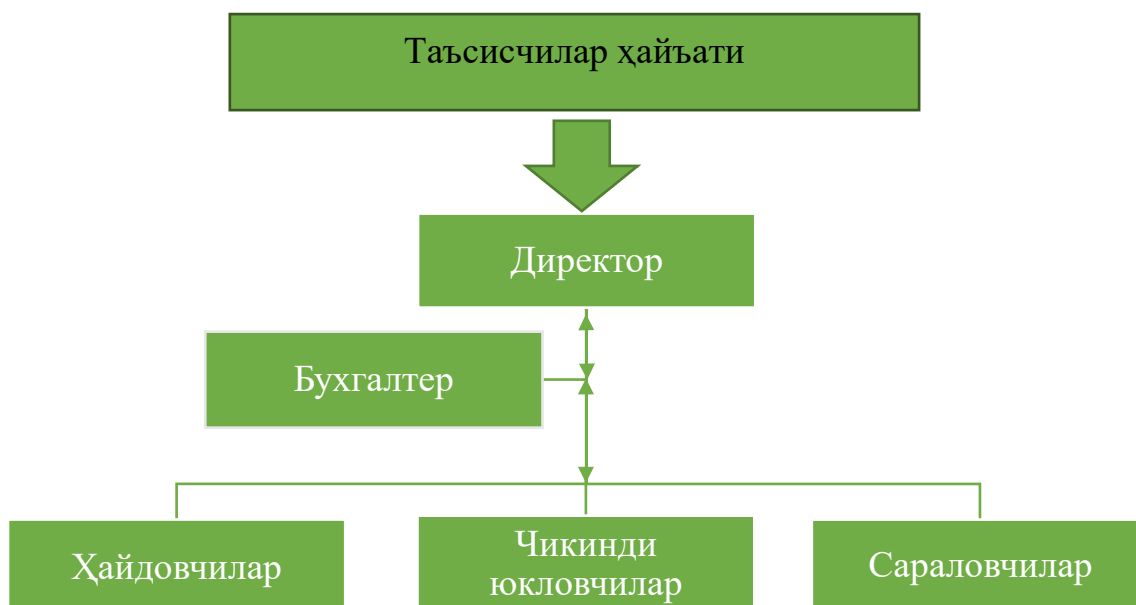 Таъсисчилар ҳайъати
Директор
Бухгалтер
Ҳайдовчилар
Чикинди
юкловчилар
Сараловчилар